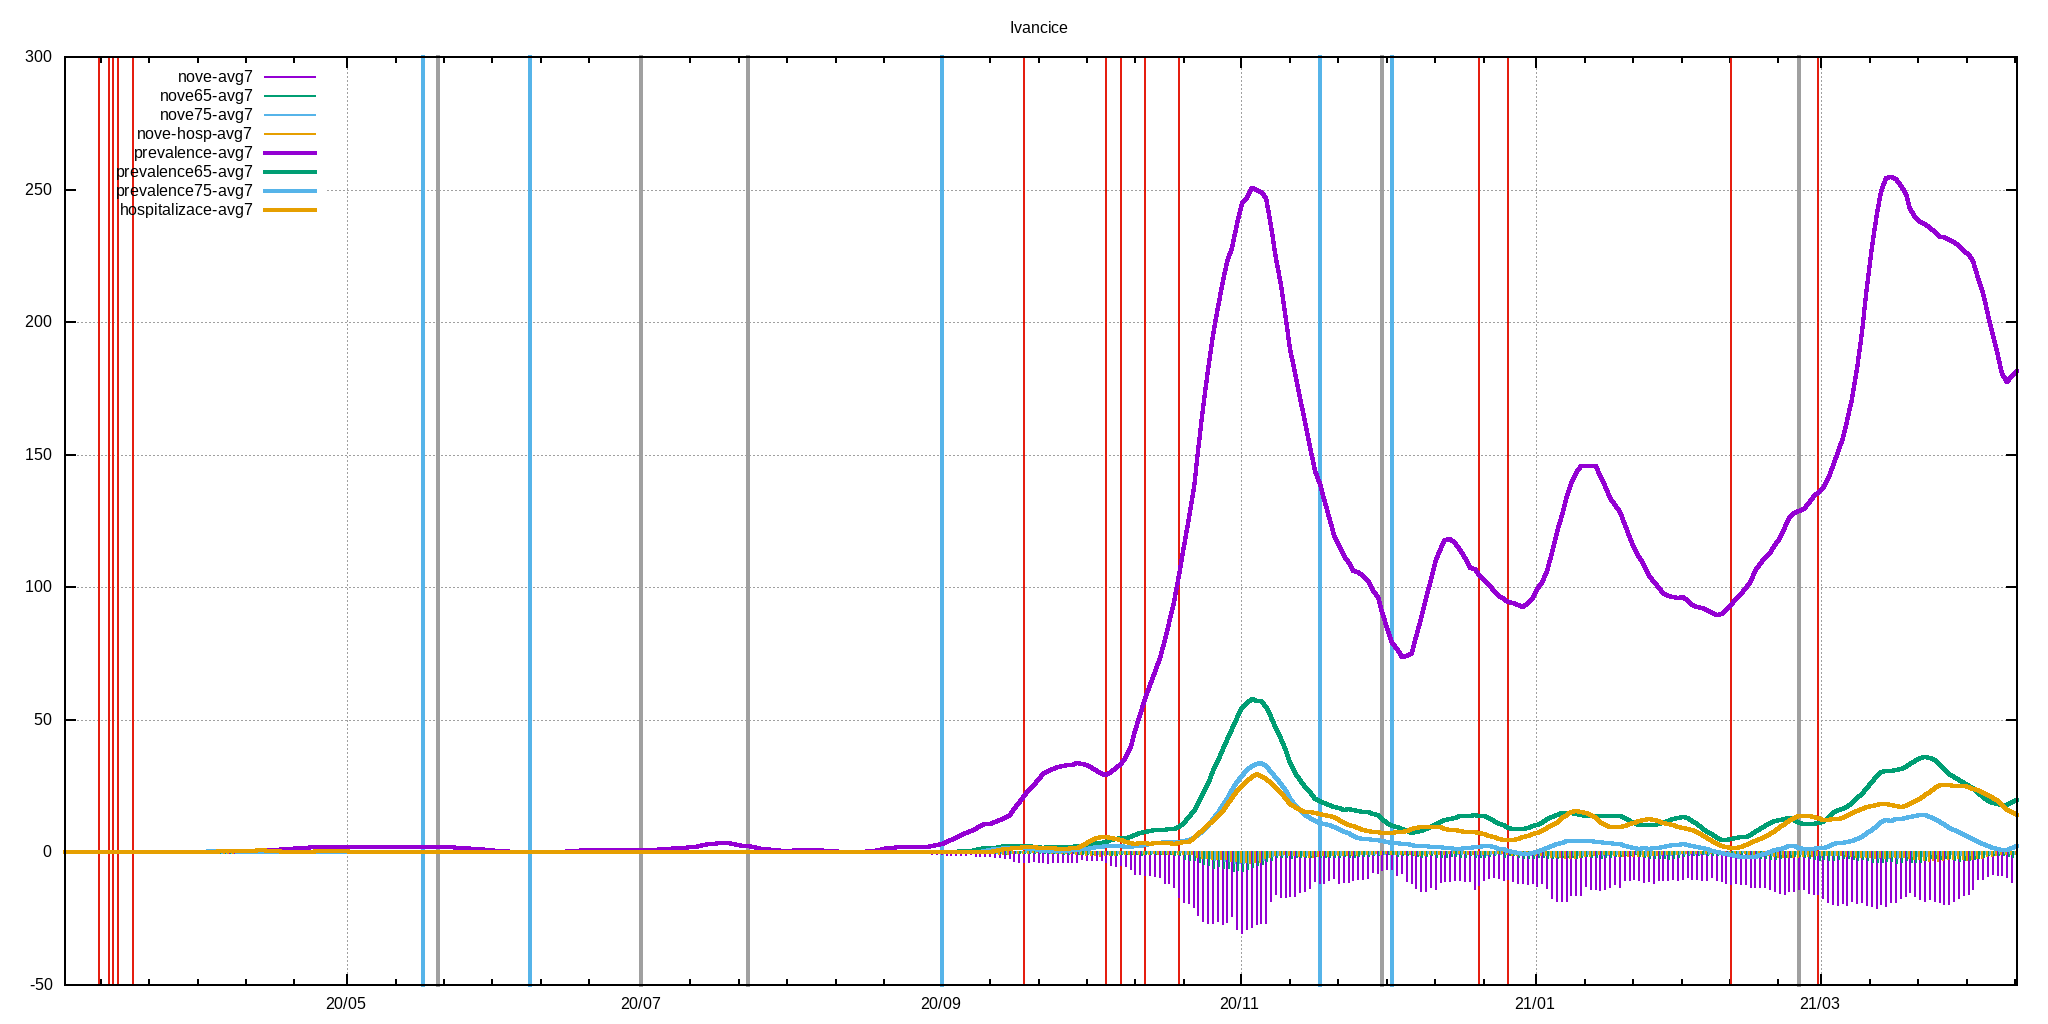 Ivancice
300
250
200
150
100
50
0
-50
nove-avg7
nove65-avg7
nove75-avg7
nove-hosp-avg7
prevalence-avg7
prevalence65-avg7
prevalence75-avg7
hospitalizace-avg7
20/05
20/07
20/09
20/11
21/01
21/03